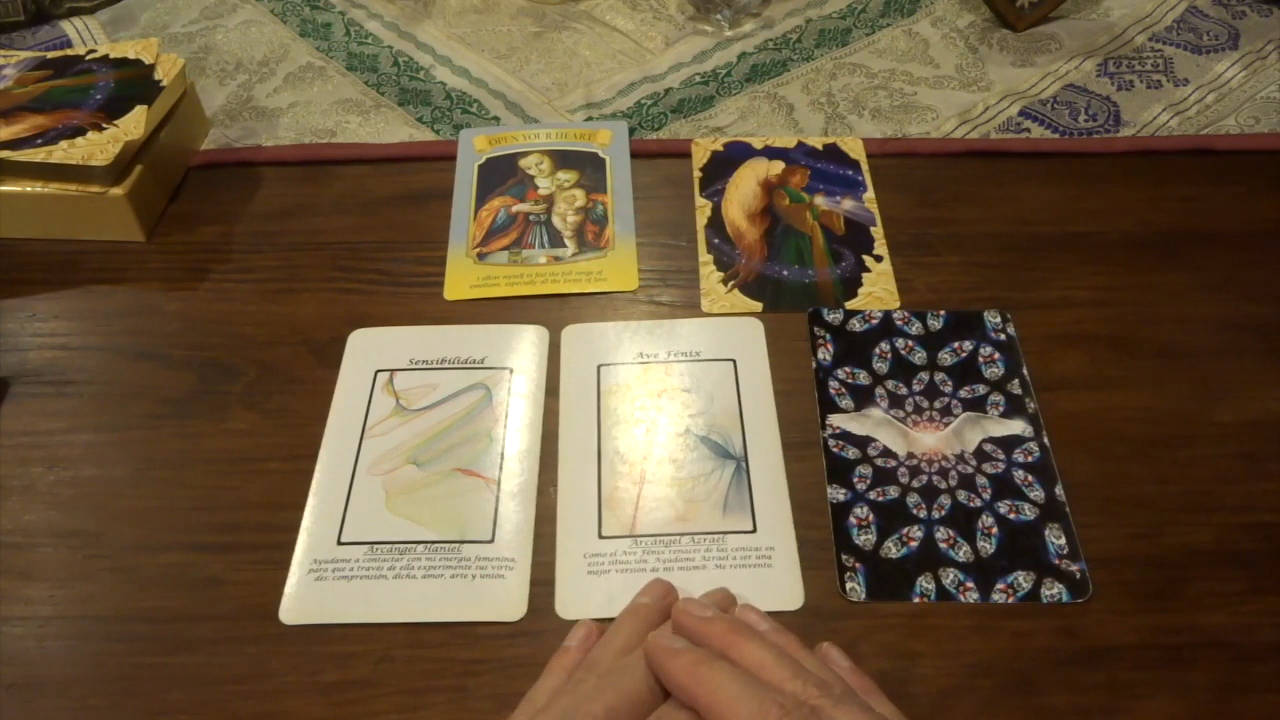 OPEN YOUR HEART
I allow myself to feel the full range of
emotions, especially all the forms of love
Sensibilidad
Arcángel Haniel:
Ayúdame a contactar con mi energía femenina,
para que a través de ella experimente sus virtu
des: comprensión, dicha, amor, arte y unión.
Ave Fénix
Arcángel Azrael:
Como el Ave Fénix renaces de las cenizas en
esta situación. Ayúdame Azrael a ser una
mejor versión de mi mism@. Me reinvento.